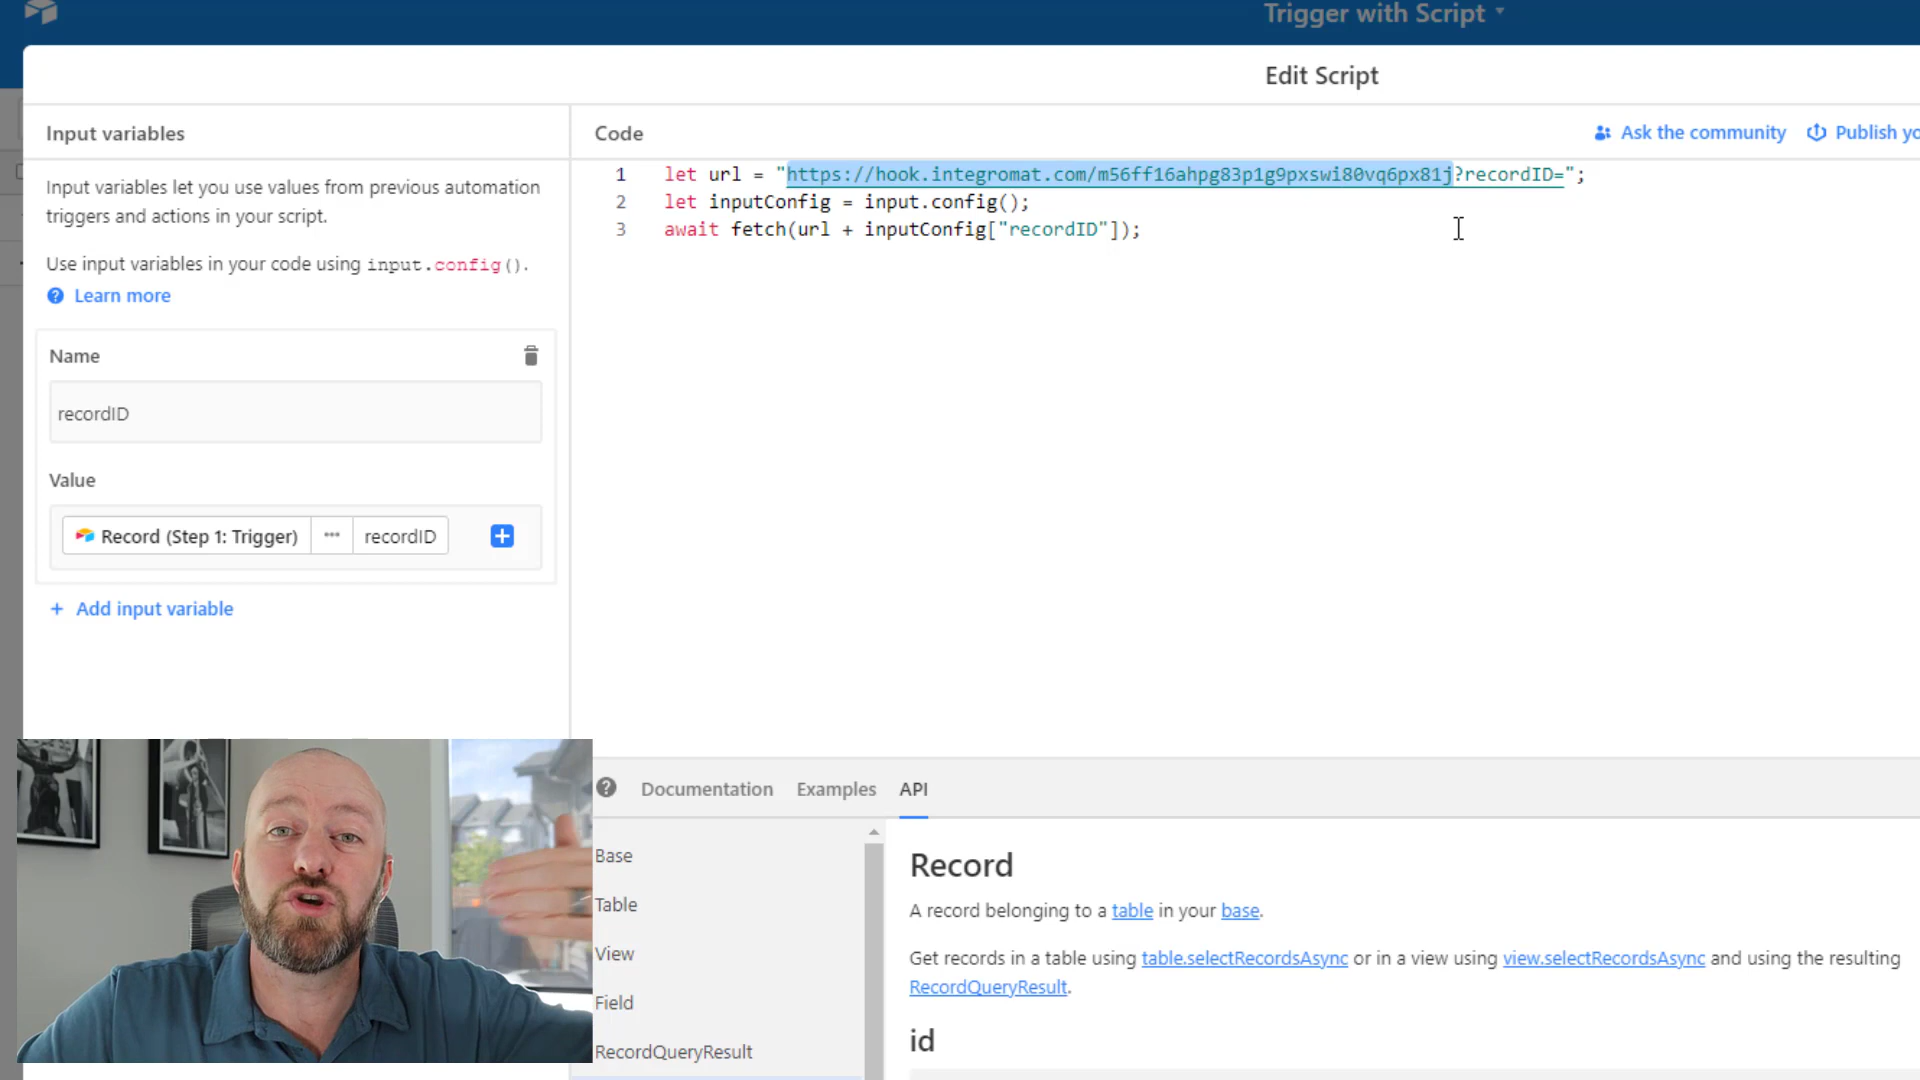 Trigger with Script
Edit Script
Input variables
Code
Ask the community
Publish yo
Input variables let you use values from previous automation
triggers and actions in your script.
Use input variables in your code using input.config().
Learn more
Name
recordID
Value
Record (Step 1: Trigger) ··· recordID
+ Add input variable
1 let url = "https://hook.integromat.com/m56ff16ahpg83p1g9pxswi80vq6px81j?recordID=";
2 let inputConfig = input.config();
3 await fetch(url + inputConfig["recordID"]);
Documentation Examples API
Base
Table
View
Field
RecordQueryResult
Record
A record belonging to a table in your base.
Get records in a table using table.selectRecordsAsync or in a view using view.selectRecordsAsync and using the resulting
RecordQueryResult.
id